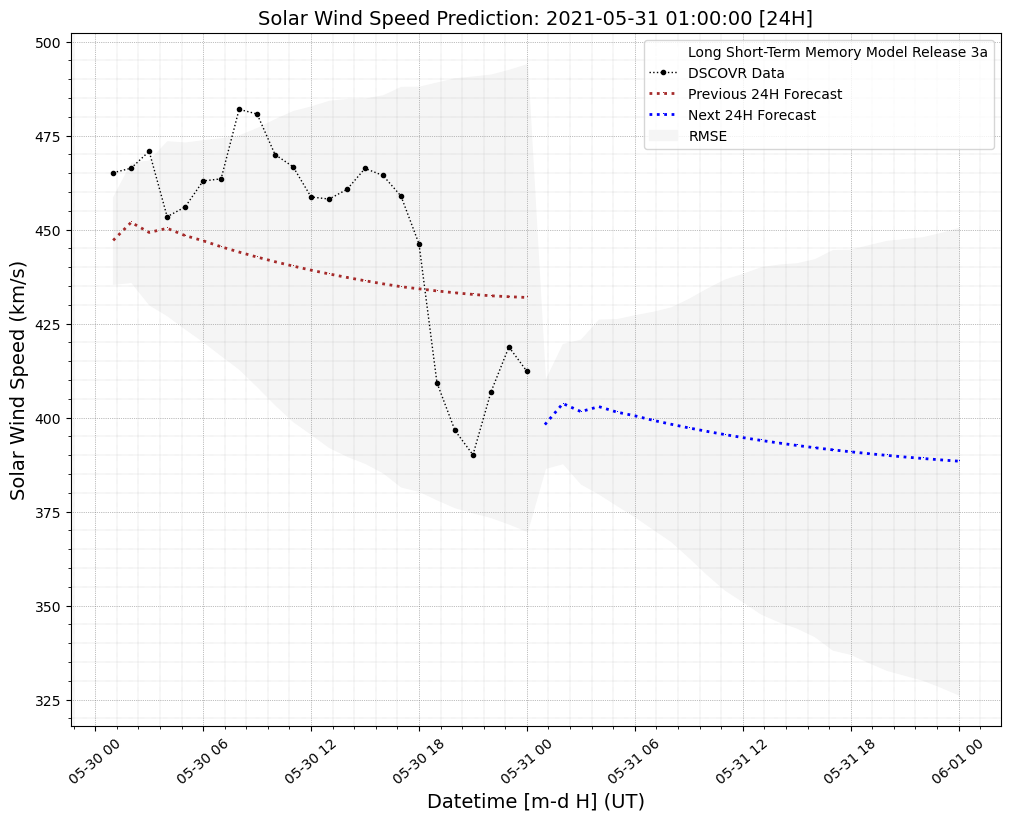 Solar Wind Speed Prediction: 2021-05-31 01:00:00 [24H]
Long Short-Term Memory Model Release 3a
DSCOVR Data
Previous 24H Forecast
Next 24H Forecast
RMSE
Solar Wind Speed (km/s)
500
475
450
425
400
375
350
325
05-30 00
05-30 06
05-30 12
05-30 18
05-31 00
05-31 06
05-31 12
05-31 18
06-01 00
Datetime [m-d H] (UT)